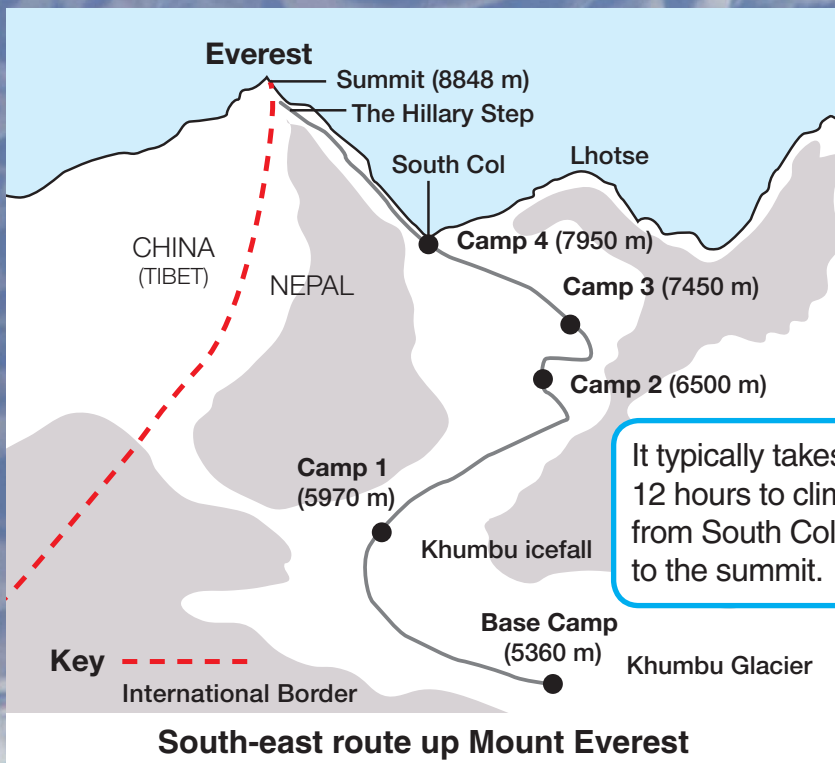 Everest
Summit (8848 m)
The Hillary Step
South Col
Lhotse
Camp 4 (7950 m)
CHINA
(TIBET)
NEPAL
Camp 3 (7450 m)
Camp 2 (6500 m)
It typically takes
12 hours to
from South Col
to the summit.
Camp 1
(5970 m)
Khumbu icefall
Base Camp
(5360 m)
Khumbu Glacier
Key
International Border
South-east route up Mount Everest